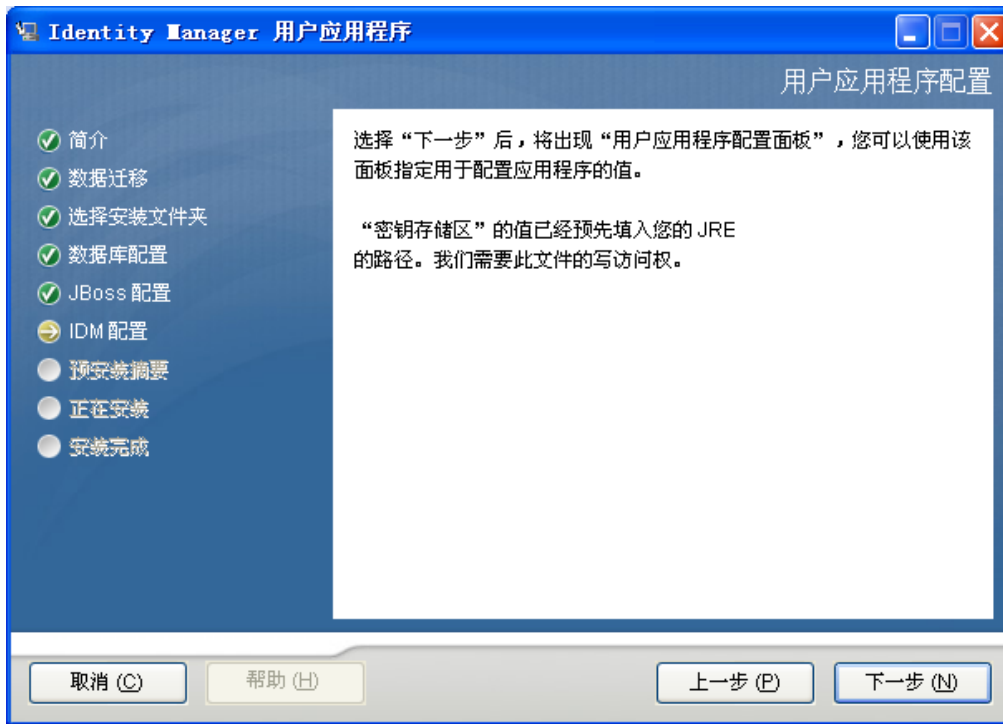 Identity Manager 用户应用程序
用户应用程序配置
简介
数据迁移
选择安装文件夹
数据库配置
JBoss 配置
IDM 配置
预安装摘要
正在安装
安装完成
选择“下一步”后，将出现“用户应用程序配置面板”，您可以使用该
面板指定用于配置应用程序的值。
“密钥存储区”的值已经预先填入您的 JRE
的路径。我们需要此文件的写访问权。
取消 (C)
帮助 (H)
上一步 (P)
下一步 (N)